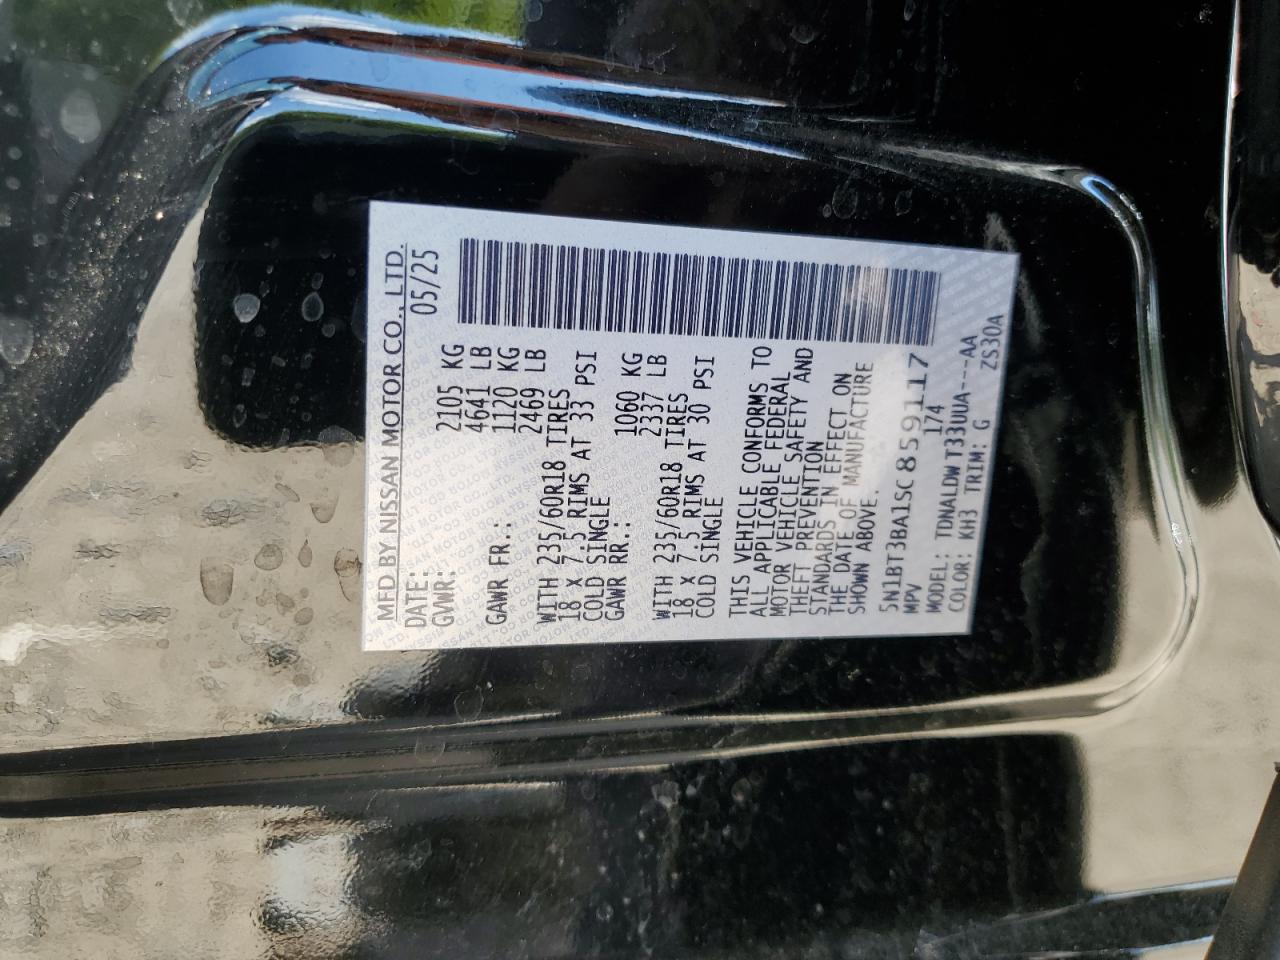 MFD BY NISSAN MOTOR CO., LTD.
DATE: 05/25
GVWR: 2105 KG
4641 LB
GAWR FR.: 1120 KG
2469 LB
WITH 235/60R18 TIRES
18 X 7.5 RIMS AT 33 PSI
COLD SINGLE
GAWR RR.: 1060 KG
2337 LB
WITH 235/60R18 TIRES
18 X 7.5 RIMS AT 30 PSI
COLD SINGLE
THIS VEHICLE CONFORMS TO
ALL APPLICABLE FEDERAL
MOTOR VEHICLE SAFETY AND
THEFT PREVENTION
STANDARDS IN EFFECT ON
THE DATE OF MANUFACTURE
SHOWN ABOVE.
5N1BT3BA1SC859117
MPV 174
MODEL: TDNALDWT33UUA---AA
COLOR: KH3 TRIM: G ZS30A